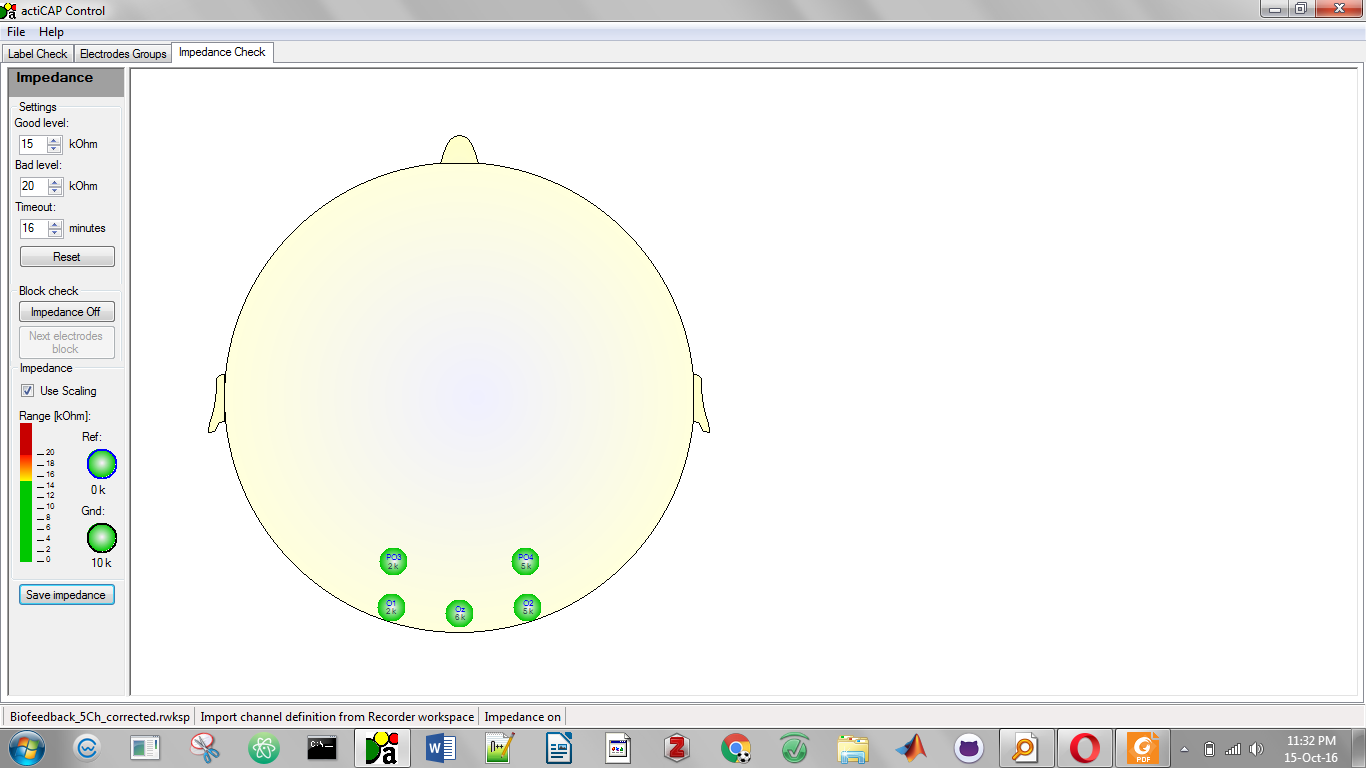 actiCAP Control
File Help
Label Check Electrodes Groups Impedance Check
Impedance
Settings
Good level:
15 kOhm
Bad level:
20 kOhm
Timeout:
16 minutes
Reset
Block check
Impedance Off
Next electrodes
block
Impedance
Use Scaling
Range [kOhm]:
20
18
16
14
12
10
8
6
4
2
0
Ref:
0 k
Gnd:
10 k
Save impedance
PO3
2 k
PO4
5 k
O1
2 k
Oz
6 k
O2
5 k
Biofeedback_5Ch_corrected.rwksp Import channel definition from Recorder workspace Impedance on
11:32 PM
15-Oct-16
PDF